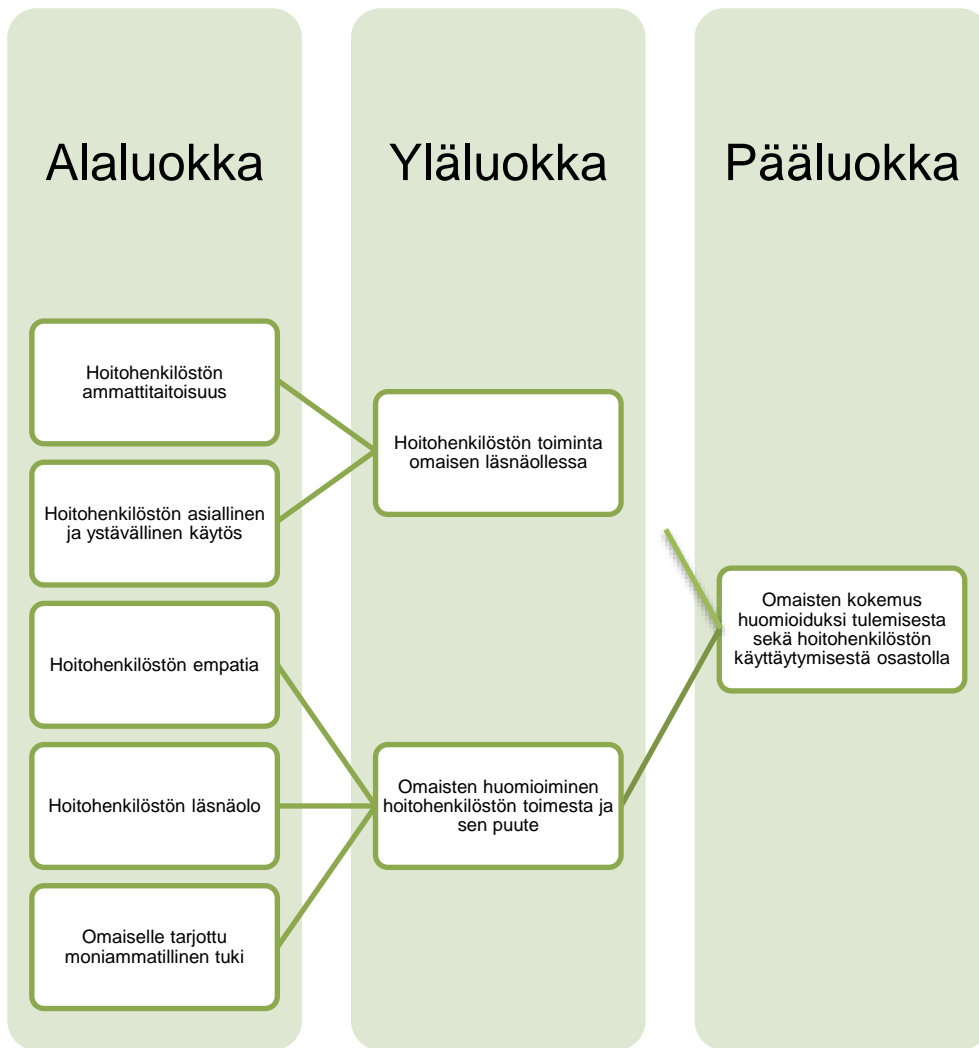 Alaluokka
Yläluokka
Pääluokka
Hoitohenkilöstön
ammattitaitoisuus
Hoitohenkilöstön asiallinen
ja ystävällinen käytös
Hoitohenkilöstön empatia
Hoitohenkilöstön läsnäolo
Omaiselle tarjottu
moniammatillinen tuki
Hoitohenkilöstön toiminta
omaisen läsnäollessa
Omaisten huomioiminen
hoitohenkilöstön toimesta ja
sen puute
Omaisten kokemus
huomioiduksi tulemisesta
sekä hoitohenkilöstön
käyttäytymisestä osastolla